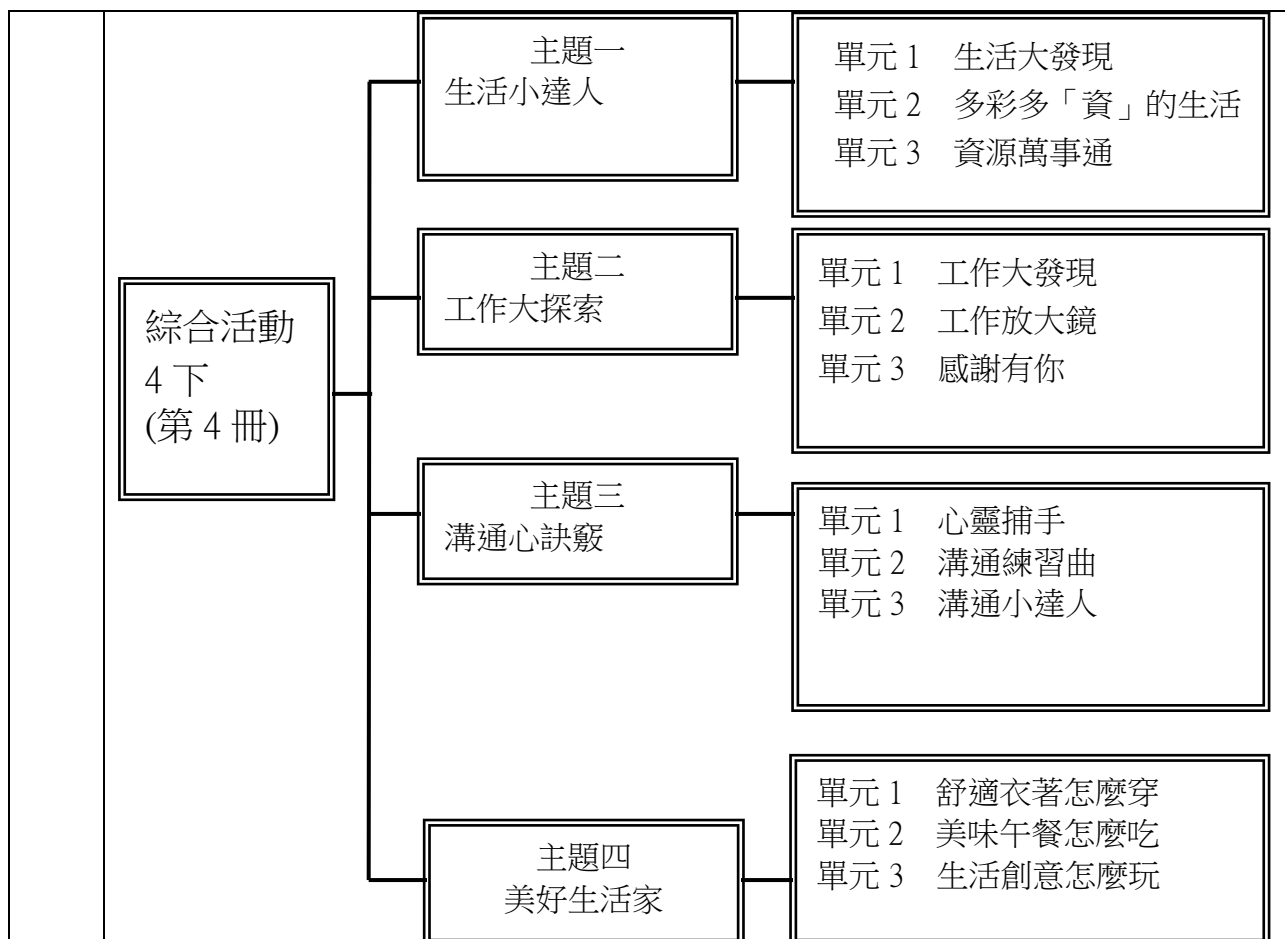 綜合活動
4 下
(第 4 冊)
主題一
生活小達人
單元 1 生活大發現
單元 2 多彩多「資」的生活
單元 3 資源萬事通
主題二
工作大探索
單元 1 工作大發現
單元 2 工作放大鏡
單元 3 感謝有你
主題三
溝通心訣竅
單元 1 心靈捕手
單元 2 溝通練習曲
單元 3 溝通小達人
主題四
美好生活家
單元 1 舒適衣著怎麼穿
單元 2 美味午餐怎麼吃
單元 3 生活創意怎麼玩